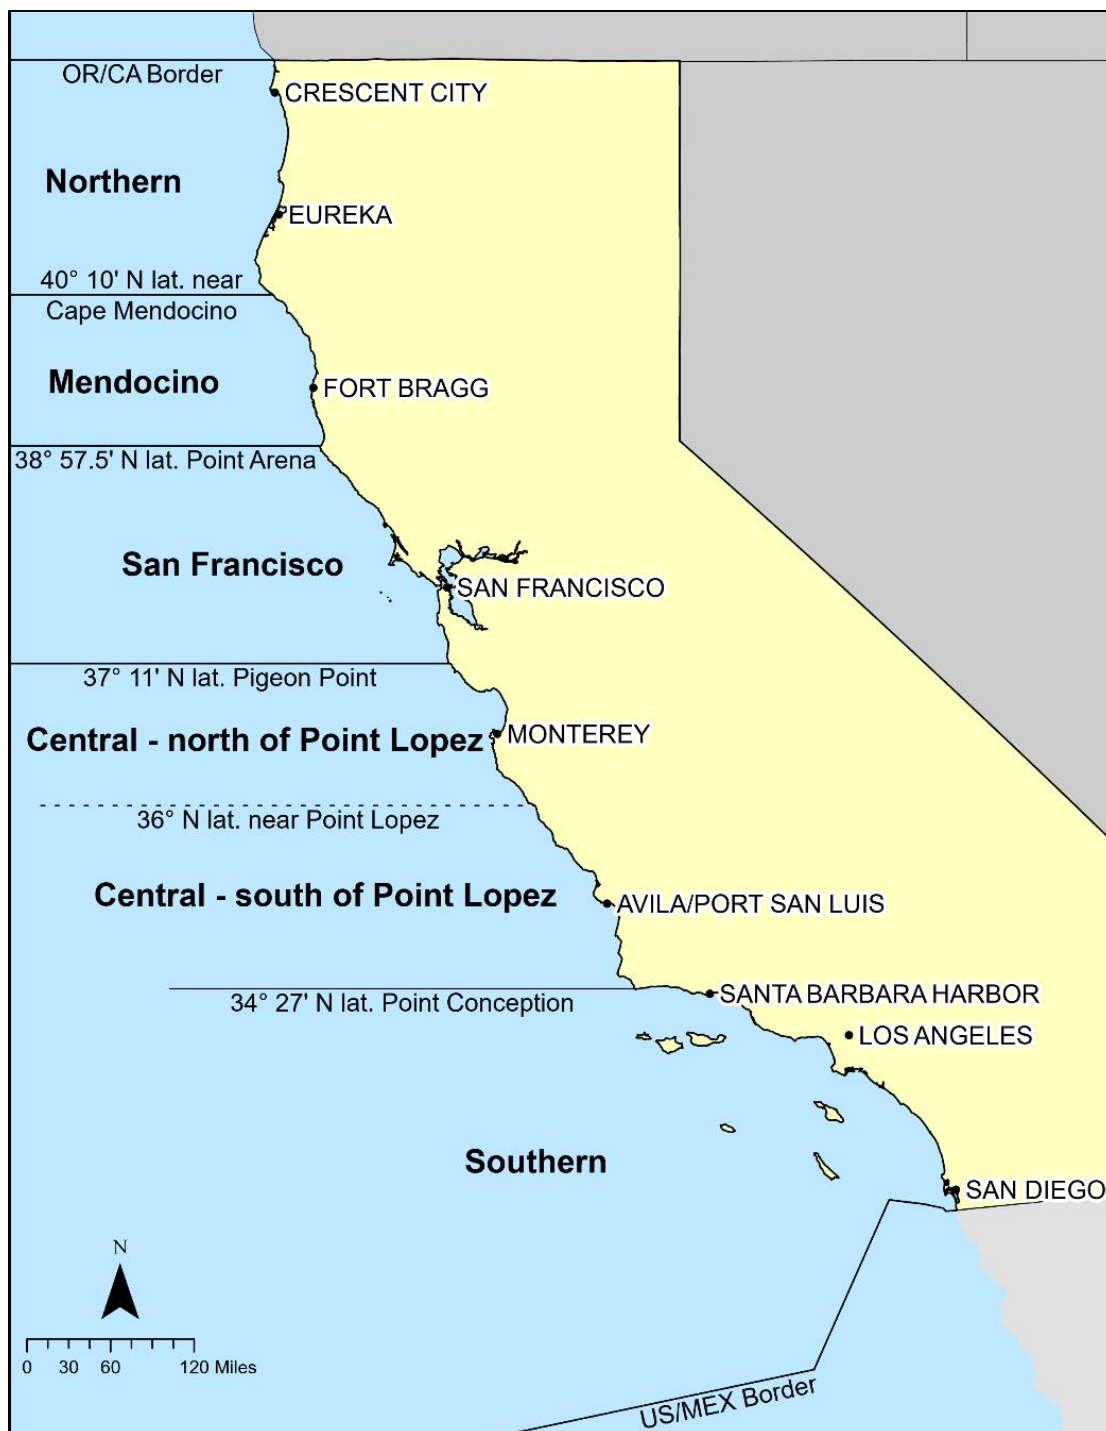 OR/CA Border
CRESCENT CITY
Northern
EUREKA
40° 10' N lat. near
Cape Mendocino
Mendocino
FORT BRAGG
38° 57.5' N lat. Point Arena
San Francisco
SAN FRANCISCO
37° 11' N lat. Pigeon Point
Central - north of Point Lopez
MONTEREY
36° N lat. near Point Lopez
Central - south of Point Lopez
AVILA/PORT SAN LUIS
34° 27' N lat. Point Conception
SANTA BARBARA HARBOR
LOS ANGELES
Southern
SAN DIEGO
N
0 30 60 120 Miles
US/MEX Border